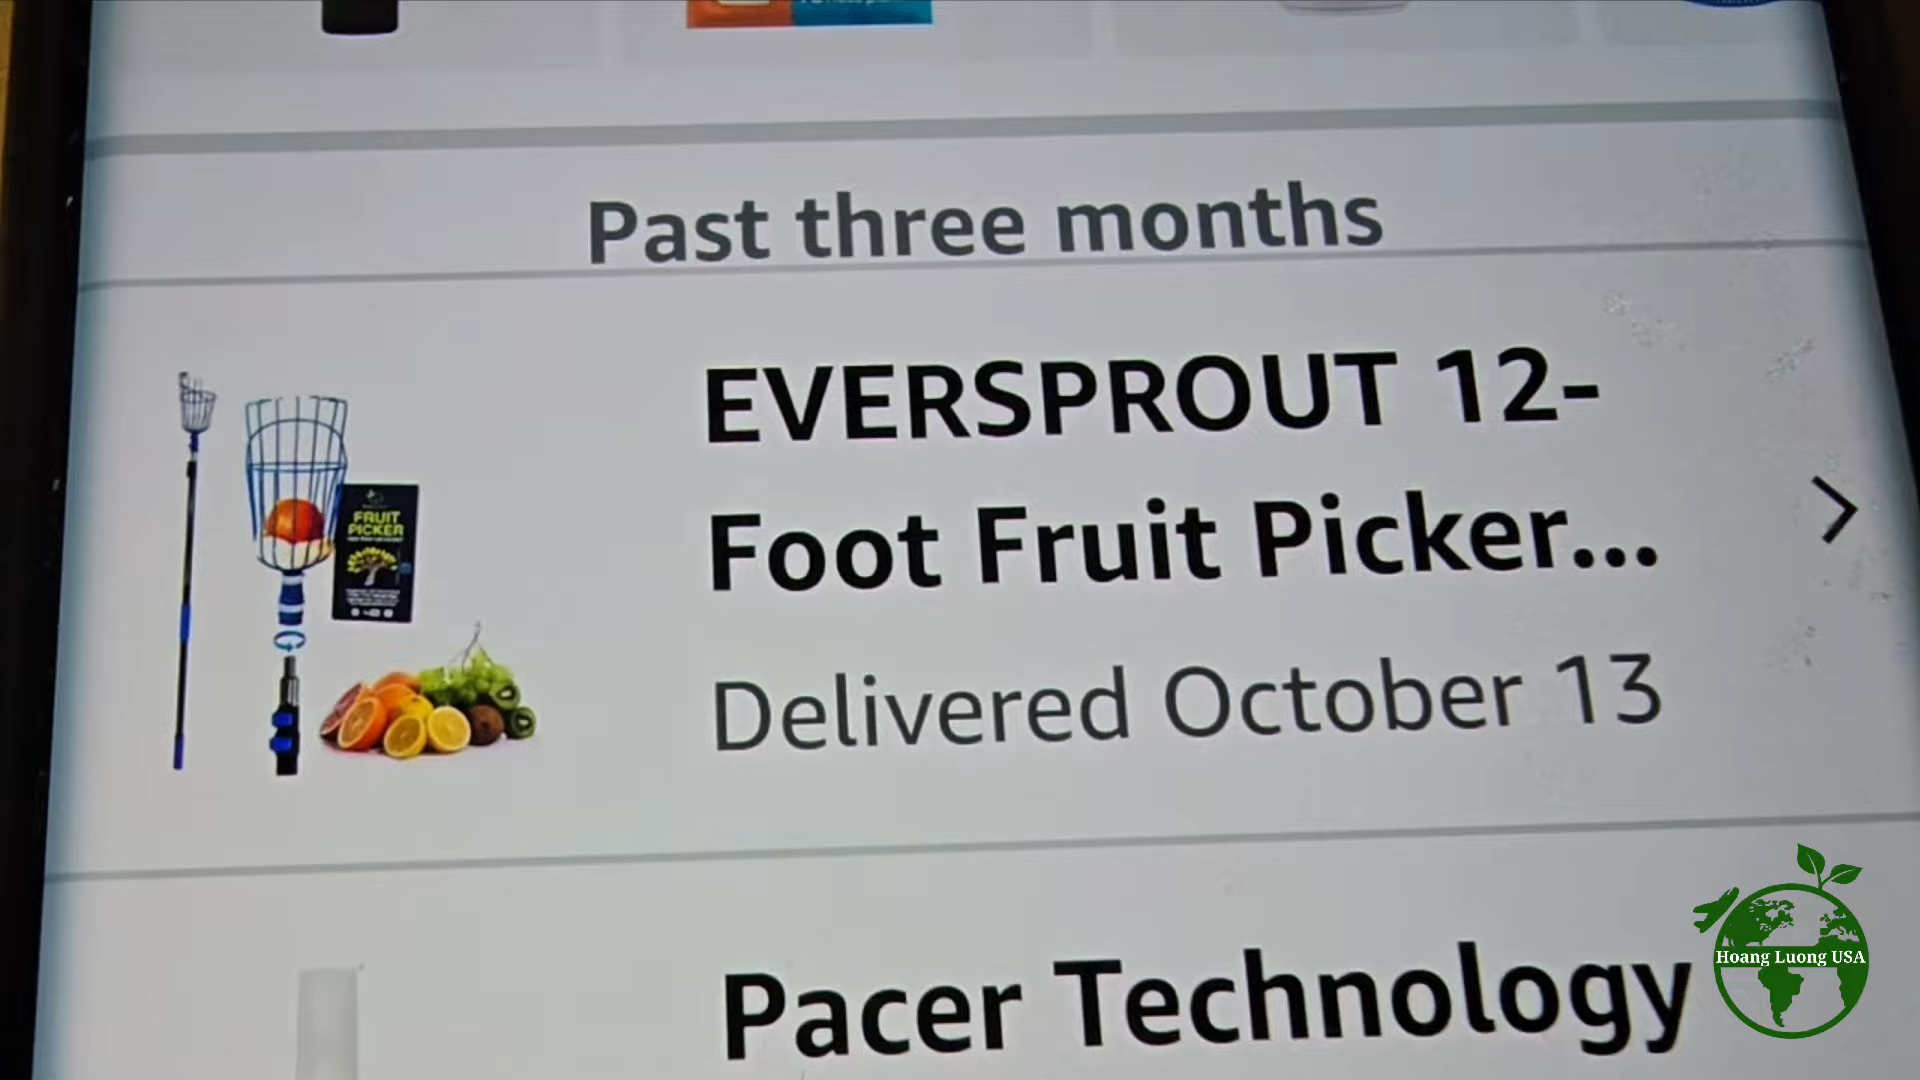 Past three months
EVERSPROUT 12-
Foot Fruit Picker...
Delivered October 13
FRUIT
PICKER
Pacer Technology
Hoang Luong USA